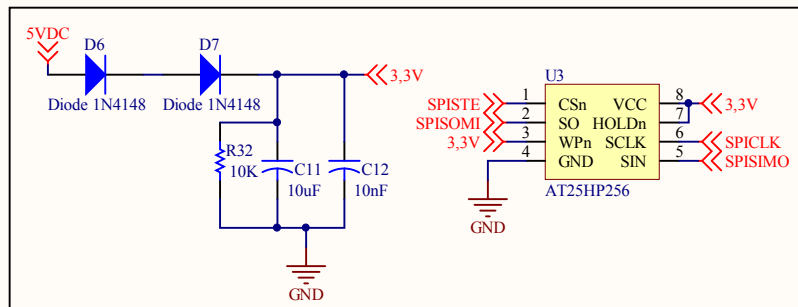 5VDC
D6
Diode 1N4148
D7
Diode 1N4148
3,3V
R32
10K
C11
10uF
C12
10nF
GND
U3
SPISTE 1 CSn VCC 8 3,3V
SPISOMI 2 SO HOLDn 7
3,3V 3 WPn SCLK 6 SPICLK
4 GND SIN 5 SPISIMO
AT25HP256
GND